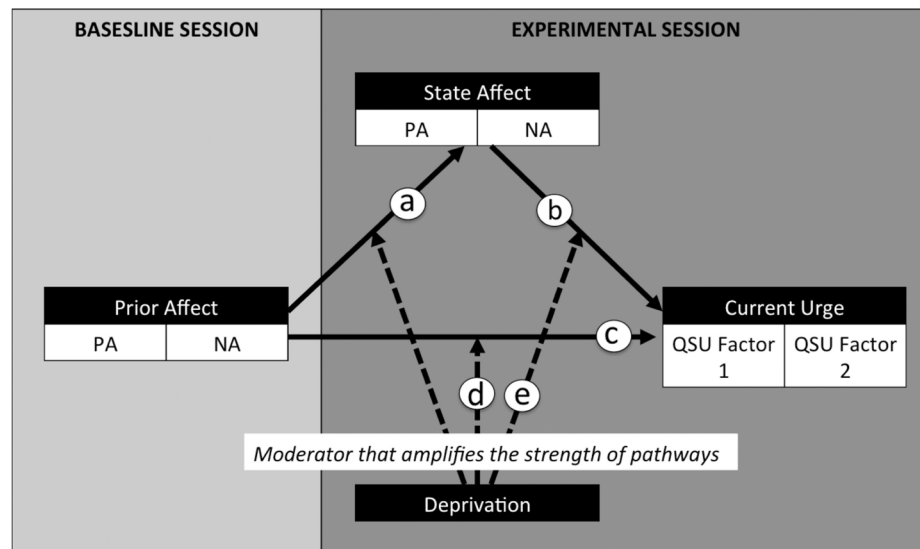 BASESLINE SESSION
EXPERIMENTAL SESSION
State Affect
PA
NA
a
b
Prior Affect
PA
NA
c
Current Urge
QSU Factor
1
QSU Factor
2
d
e
Moderator that amplifies the strength of pathways
Deprivation